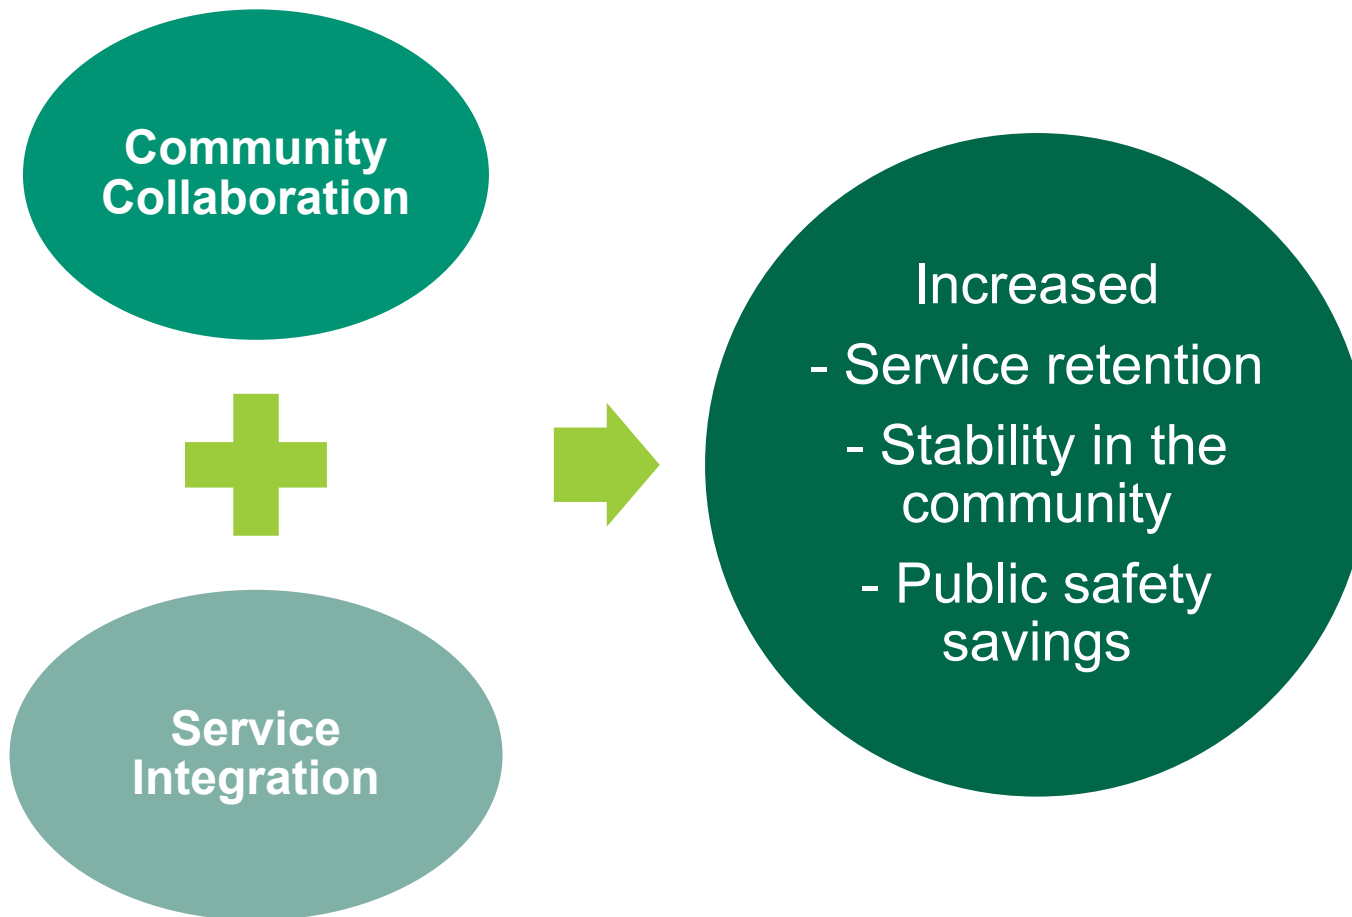 Community
Collaboration
Service
Integration
Increased
- Service retention
- Stability in the
community
- Public safety
savings